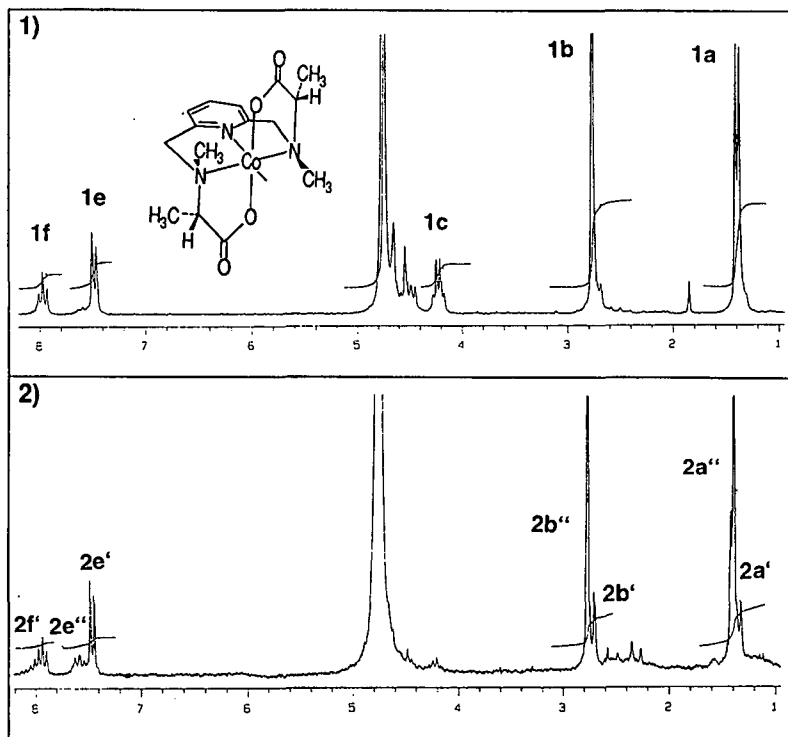 1)
1b
1a
1f
1e
1c
O
CH₃
O
H
N
CH₃
Co
N
CH₃
N
H₃C
O
H
O
8 7 6 5 4 3 2 1
2)
2a“
2b“
2e‘
2b‘
2a‘
2f‘
2e“
8 7 6 5 4 3 2 1